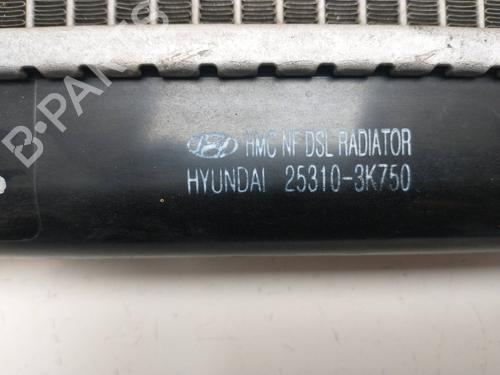 B-PARTS
HMC NF DSL RADIATOR
HYUNDAI 25310-3K750